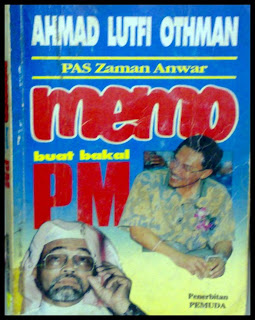 AHMAD LUTFI OTHMAN
PAS Zaman Anwar
memo
buat bakal
PM
Penerbitan
PEMUDA